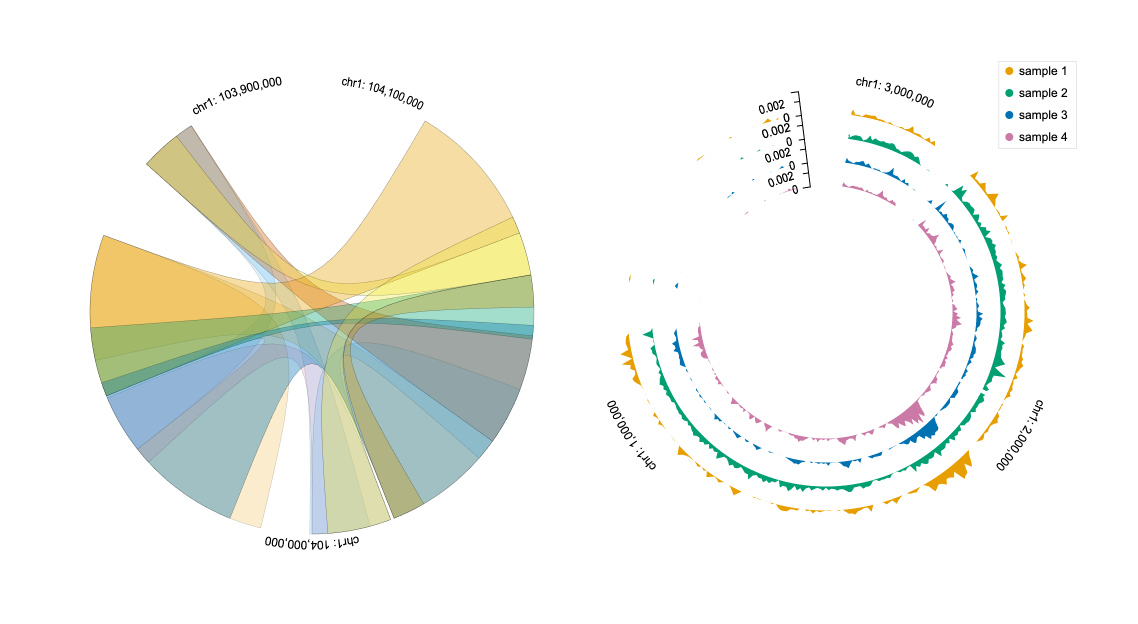 chr1: 103,900,000
chr1: 104,100,000
chr1: 104,000,000
0.002
0
0.002
0
0.002
0
0.002
0
chr1: 3,000,000
chr1: 2,000,000
chr1: 1,000,000
sample 1
sample 2
sample 3
sample 4